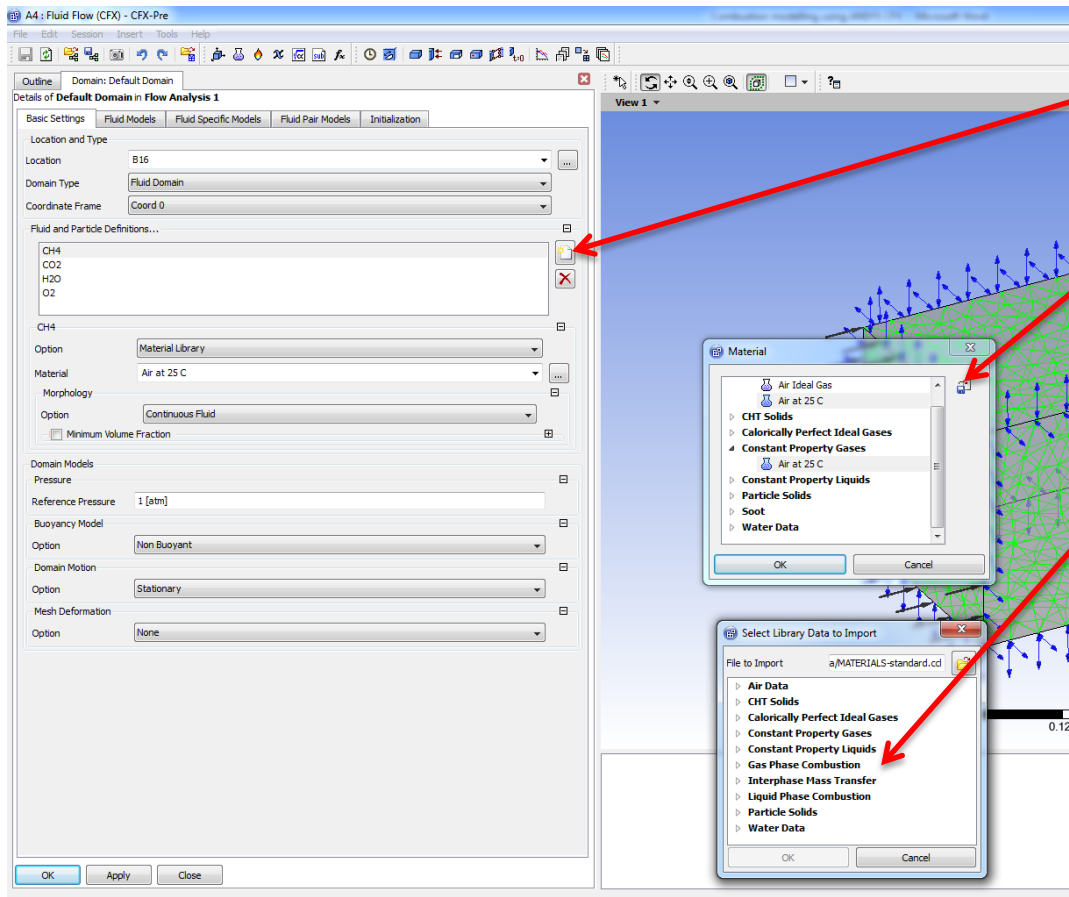 A4 : Fluid Flow (CFX) - CFX-Pre
File Edit Session Insert Tools Help
Outline Domain: Default Domain
Details of Default Domain in Flow Analysis 1
Basic Settings Fluid Models Fluid Specific Models Fluid Pair Models Initialization
Location and Type
Location B16 ...
Domain Type Fluid Domain
Coordinate Frame Coord 0
Fluid and Particle Definitions...
CH4
CO2
H2O
O2
CH4
Option Material Library
Material Air at 25 C ...
Morphology
Option Continuous Fluid
Minimum Volume Fraction
Domain Models
Pressure
Reference Pressure 1 [atm]
Buoyancy Model
Option Non Buoyant
Domain Motion
Option Stationary
Mesh Deformation
Option None
OK Apply Close
Combustion modelling using ANSYS CFX - Microsoft Word
View 1
Material
Air Ideal Gas
Air at 25 C
CHT Solids
Calorically Perfect Ideal Gases
Constant Property Gases
Air at 25 C
Constant Property Liquids
Particle Solids
Soot
Water Data
OK Cancel
Select Library Data to Import
File to Import a/MATERIALS-standard.ccl
Air Data
CHT Solids
Calorically Perfect Ideal Gases
Constant Property Gases
Constant Property Liquids
Gas Phase Combustion
Interphase Mass Transfer
Liquid Phase Combustion
Particle Solids
Water Data
OK Cancel
0.12